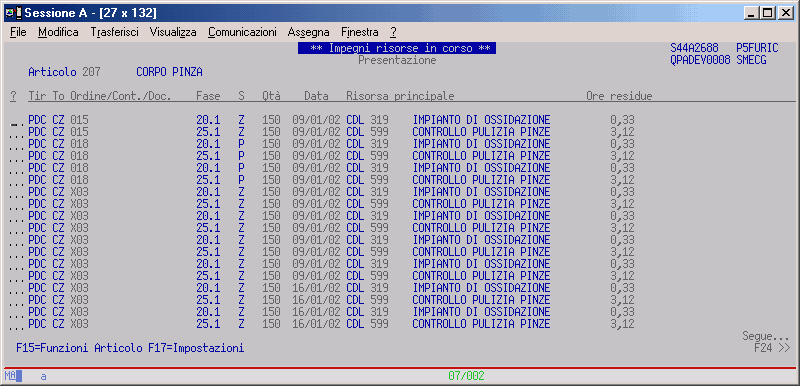 Sessione A - [27 x 132]
File Modifica Trasferisci Visualizza Comunicazioni Assegna Finestra ?
** Impegni risorse in corso ** S44A2688 P5FURIC
Presentazione QPADEV0008 SMECG
Articolo 207 CORPO PINZA
? Tir To Ordine/Cont./Doc. Fase S Qtà Data Risorsa principale Ore residue
_.. PDC CZ 015 20.1 Z 150 09/01/02 CDL 319 IMPIANTO DI OSSIDAZIONE 0,33
... PDC CZ 015 25.1 Z 150 09/01/02 CDL 599 CONTROLLO PULIZIA PINZE 3,12
... PDC CZ 018 20.1 P 150 09/01/02 CDL 319 IMPIANTO DI OSSIDAZIONE 0,33
... PDC CZ 018 25.1 P 150 09/01/02 CDL 599 CONTROLLO PULIZIA PINZE 3,12
... PDC CZ 018 20.1 P 150 09/01/02 CDL 319 IMPIANTO DI OSSIDAZIONE 0,33
... PDC CZ 018 25.1 P 150 09/01/02 CDL 599 CONTROLLO PULIZIA PINZE 3,12
... PDC CZ X03 20.1 Z 150 09/01/02 CDL 319 IMPIANTO DI OSSIDAZIONE 0,33
... PDC CZ X03 25.1 Z 150 09/01/02 CDL 599 CONTROLLO PULIZIA PINZE 3,12
... PDC CZ X03 20.1 Z 150 09/01/02 CDL 319 IMPIANTO DI OSSIDAZIONE 0,33
... PDC CZ X03 25.1 Z 150 09/01/02 CDL 599 CONTROLLO PULIZIA PINZE 3,12
... PDC CZ X03 20.1 Z 150 09/01/02 CDL 319 IMPIANTO DI OSSIDAZIONE 0,33
... PDC CZ X03 25.1 Z 150 09/01/02 CDL 599 CONTROLLO PULIZIA PINZE 3,12
... PDC CZ X03 20.1 Z 150 09/01/02 CDL 319 IMPIANTO DI OSSIDAZIONE 0,33
... PDC CZ X03 25.1 Z 150 16/01/02 CDL 599 CONTROLLO PULIZIA PINZE 3,12
... PDC CZ X03 25.1 Z 150 16/01/02 CDL 599 CONTROLLO PULIZIA PINZE 3,12
... PDC CZ X03 20.1 Z 150 16/01/02 CDL 319 IMPIANTO DI OSSIDAZIONE 0,33
... PDC CZ X03 25.1 Z 150 16/01/02 CDL 599 CONTROLLO PULIZIA PINZE 3,12
Segue...
F15=Funzioni Articolo F17=Impostazioni F24 >>
MA a 07/002